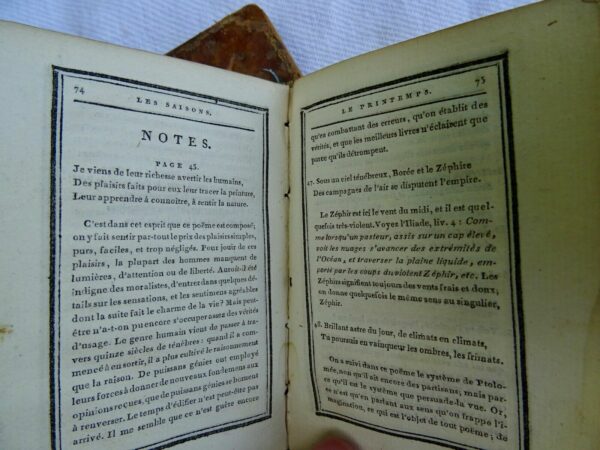 74
LES SAISONS.
NOTES.
PAGE 45.
Je viens de leur richesse avertir les humains,
Des plaisirs faits pour eux leur tracer la peinture,
Leur apprendre à connoître, à sentir la nature.
C'est dans cet esprit que ce poëme est composé;
on y fait sentir par-tout le prix des plaisirs simples,
purs, faciles, et trop négligés. Pour jouir de ces
plaisirs, la plupart des hommes manquent de
lumières, d'attention ou de liberté. Auroit-il été
indigne des moralistes, d'entrer dans quelques dé-
tails sur les sensations, et les sentimens agréables
dont la suite fait le charme de la vie? Mais peut-
être n'a-t-on pu encore s'occuper assez des vérités
d'usage. Le genre humain vient de passer à tra-
vers quinze siècles de ténèbres: quand il a com-
mencé à en sortir, il a plus cultivé le raisonnement
que la raison. De puissans génies ont employé
leurs forces à donner de nouveaux fondemens aux
opinions reçues, que de puissans génies se bornent
à renverser. Le temps d'édifier n'est peut-être pas
arrivé. Il me semble que ce n'est guère encore
LE PRINTEMPS.
75
qu'en combattant des erreurs, qu'on établit des
vérités, et que les meilleurs livres n'éclairent que
parce qu'ils détrompent.
47. Sous un ciel ténébreux, Borée et le Zéphire
Des campagnes de l'air se disputent l'empire.
Le Zéphir est ici le vent du midi, et il est quel-
quefois très-violent. Voyez l'Iliade, liv. 4: Com-
me lorsqu'un pasteur, assis sur un cap élevé,
voit les nuages s'avancer des extrémités de
l'Océan, et traverser la plaine liquide, em-
porté par les coups du violent Zéphir, etc. Les
Zéphirs signifient toujours des vents frais et doux;
on donne quelquefois le même sens au singulier,
Zéphir.
48. Brillant astre du jour, de climats en climats,
Tu poursuis en vainqueur les ombres, les frimats.
On a suivi dans ce poëme le système de Ptolo-
mée, non qu'il ait encore des partisans, mais par-
ce qu'il est le système que persuade la vue. Or,
ce n'est qu'en parlant aux sens qu'on frappe l'i-
magination, ce qui est l'objet de tout poëme; de